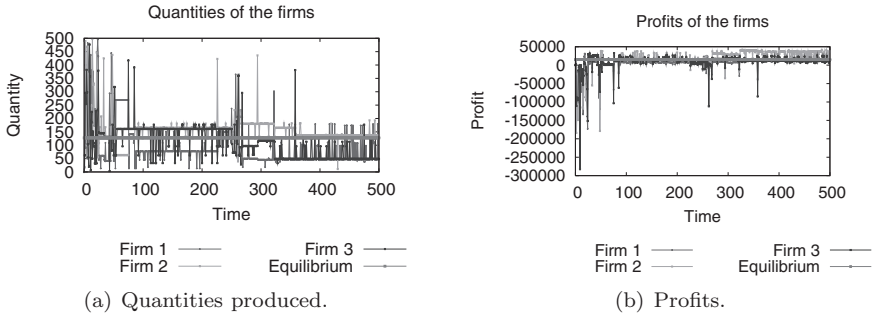 Quantities of the firms
500
450
400
350
300
250
200
150
100
50
0
Quantity
0 100 200 300 400 500
Time
Firm 1 Firm 3
Firm 2 Equilibrium
(a) Quantities produced.
Profits of the firms
50000
0
-50000
-100000
-150000
-200000
-250000
-300000
Profit
0 100 200 300 400 500
Time
Firm 1 Firm 3
Firm 2 Equilibrium
(b) Profits.